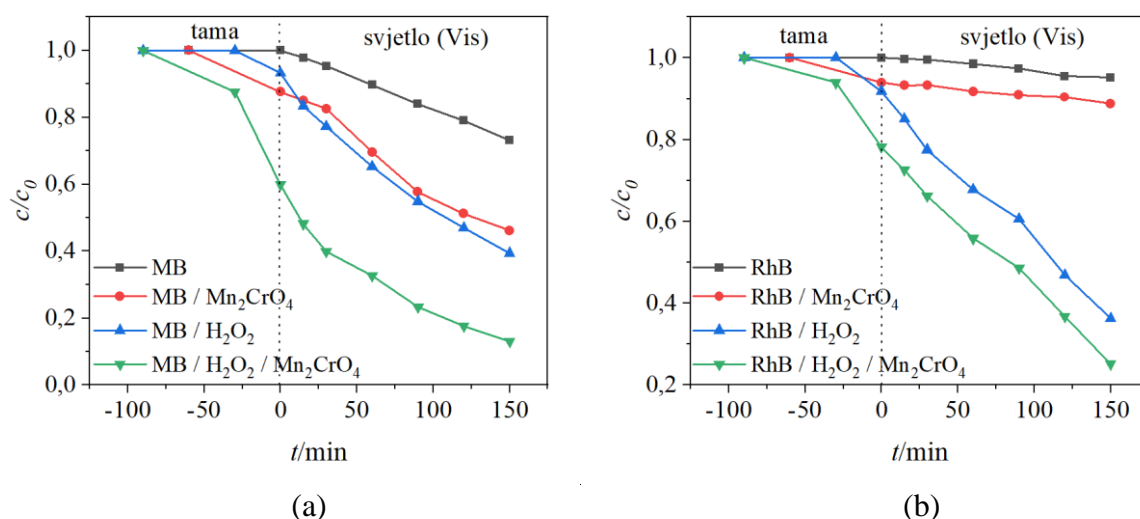 tama
svjetlo (Vis)
1,0
0,8
0,6
0,4
0,2
0,0
c/c₀
MB
MB / Mn₂CrO₄
MB / H₂O₂
MB / H₂O₂ / Mn₂CrO₄
-100
-50
0
50
100
150
t/min
(a)
tama
svjetlo (Vis)
1,0
0,8
0,6
0,4
0,2
c/c₀
RhB
RhB / Mn₂CrO₄
RhB / H₂O₂
RhB / H₂O₂ / Mn₂CrO₄
-100
-50
0
50
100
150
t/min
(b)